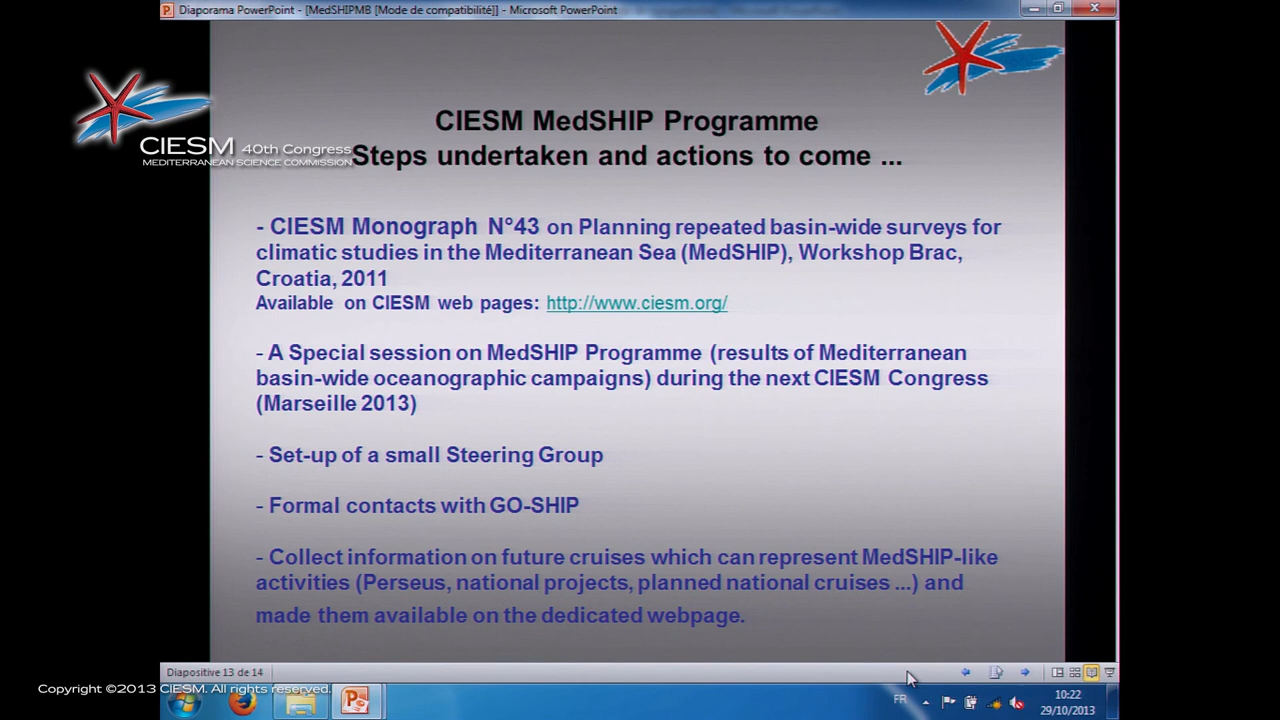 Diaporama PowerPoint - [MedSHIPMB [Mode de compatibilité]] - Microsoft PowerPoint
CIESM 40th Congress
MEDITERRANEAN SCIENCE COMMISSION
CIESM MedSHIP Programme
Steps undertaken and actions to come ...
- CIESM Monograph N°43 on Planning repeated basin-wide surveys for
climatic studies in the Mediterranean Sea (MedSHIP), Workshop Brac,
Croatia, 2011
Available on CIESM web pages: http://www.ciesm.org/
- A Special session on MedSHIP Programme (results of Mediterranean
basin-wide oceanographic campaigns) during the next CIESM Congress
(Marseille 2013)
- Set-up of a small Steering Group
- Formal contacts with GO-SHIP
- Collect information on future cruises which can represent MedSHIP-like
activities (Perseus, national projects, planned national cruises ...) and
made them available on the dedicated webpage.
Diapositive 13 de 14
Copyright ©2013 CIESM. All rights reserved.
FR
10:22
29/10/2013